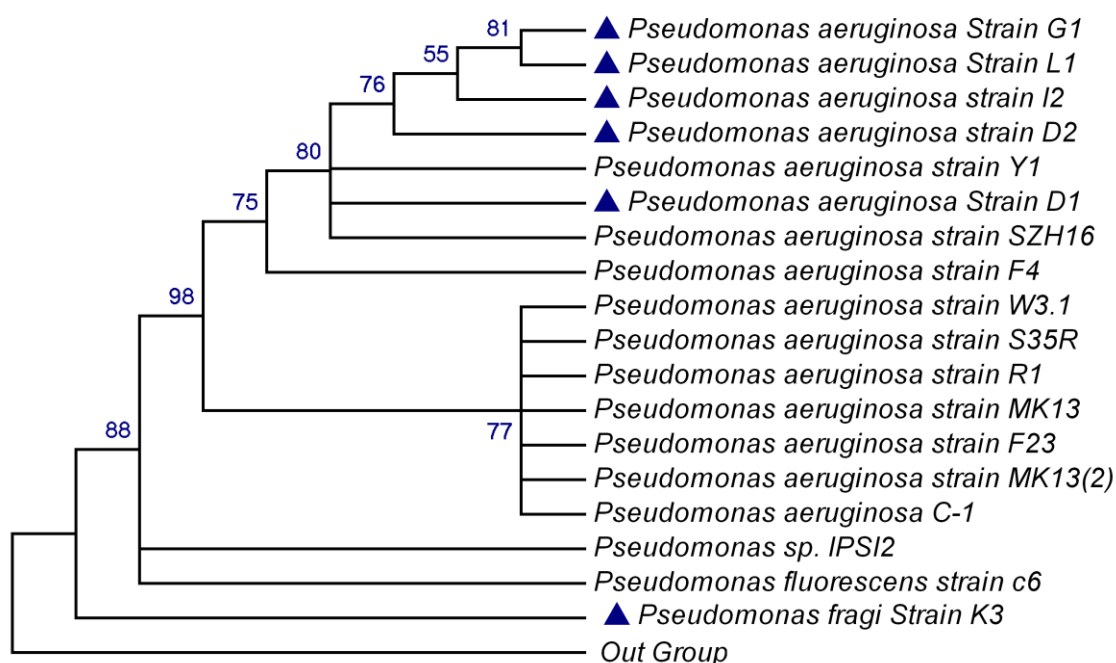 81
Pseudomonas aeruginosa Strain G1
55
Pseudomonas aeruginosa Strain L1
76
Pseudomonas aeruginosa strain I2
Pseudomonas aeruginosa strain D2
80
Pseudomonas aeruginosa strain Y1
75
Pseudomonas aeruginosa Strain D1
Pseudomonas aeruginosa strain SZH16
98
Pseudomonas aeruginosa strain F4
Pseudomonas aeruginosa strain W3.1
Pseudomonas aeruginosa strain S35R
Pseudomonas aeruginosa strain R1
Pseudomonas aeruginosa strain MK13
88
77
Pseudomonas aeruginosa strain F23
Pseudomonas aeruginosa strain MK13(2)
Pseudomonas aeruginosa C-1
Pseudomonas sp. IPSI2
Pseudomonas fluorescens strain c6
Pseudomonas fragi Strain K3
Out Group